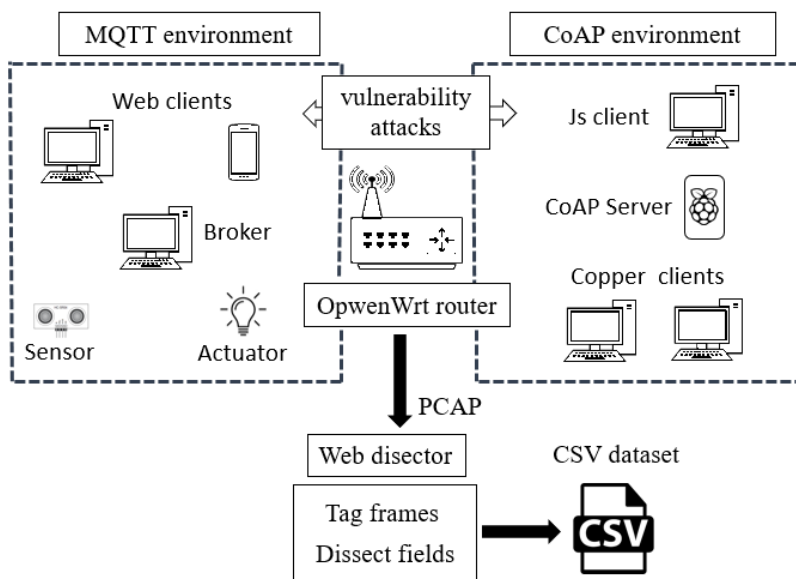 MQTT environment
CoAP environment
Web clients
vulnerability
attacks
Js client
CoAP Server
Broker
Copper clients
OpwenWrt router
Sensor
Actuator
PCAP
Web disector
CSV dataset
Tag frames
Dissect fields
CSV